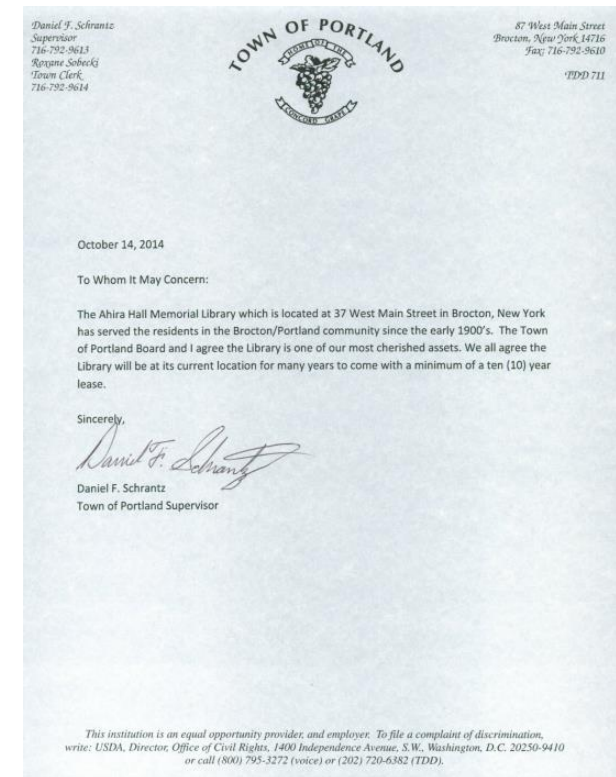 Daniel F. Schrantz
Supervisor
716-792-9613
Roxane Sobecki
Town Clerk
716-792-9614
TOWN OF PORTLAND
HOME OF THE
CONCORD GRAPE
87 West Main Street
Brocton, New York 14716
Fax: 716-792-9610
TDD 711
October 14, 2014
To Whom It May Concern:
The Ahira Hall Memorial Library which is located at 37 West Main Street in Brocton, New York
has served the residents in the Brocton/Portland community since the early 1900's.  The Town
of Portland Board and I agree the Library is one of our most cherished assets. We all agree the
Library will be at its current location for many years to come with a minimum of a ten (10) year
lease.
Sincerely,
Daniel F. Schrantz
Daniel F. Schrantz
Town of Portland Supervisor
This institution is an equal opportunity provider, and employer.  To file a complaint of discrimination,
write: USDA, Director, Office of Civil Rights, 1400 Independence Avenue, S.W., Washington, D.C. 20250-9410
or call (800) 795-3272 (voice) or (202) 720-6382 (TDD).